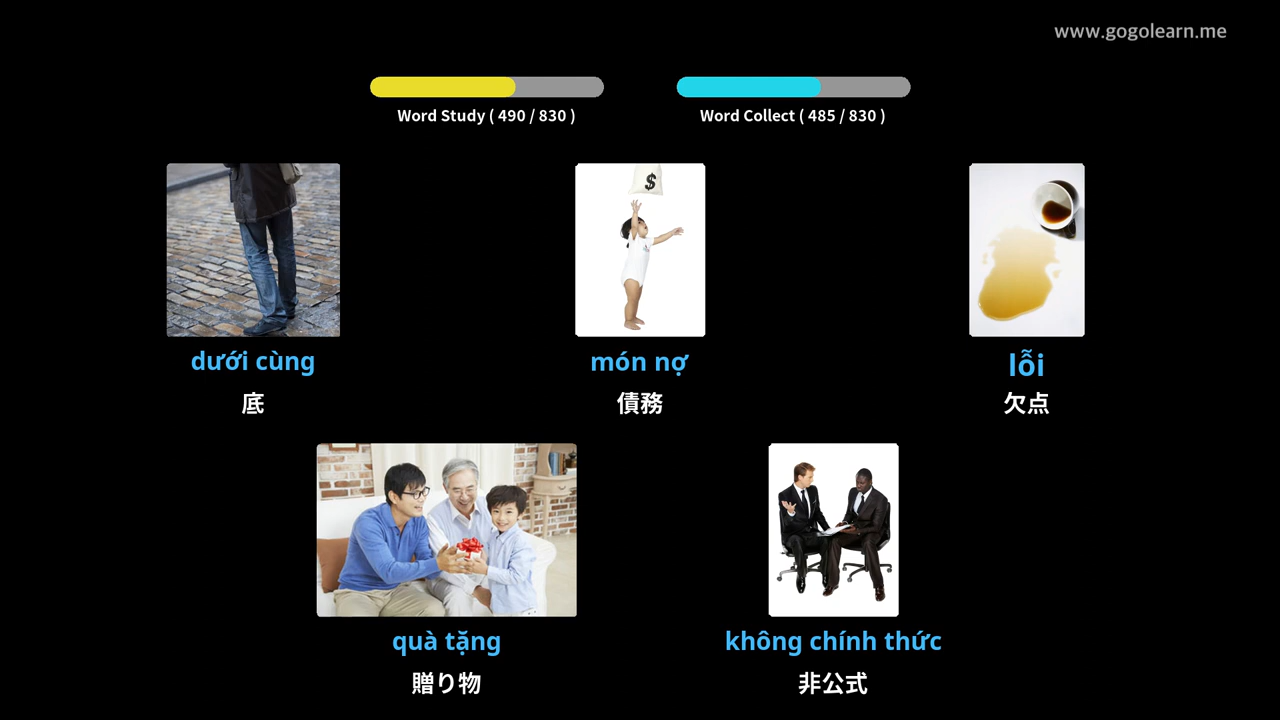 www.gogolearn.me
Word Study ( 490 / 830 )
Word Collect ( 485 / 830 )
$
dưới cùng
底
món nợ
債務
lỗi
欠点
quà tặng
贈り物
không chính thức
非公式